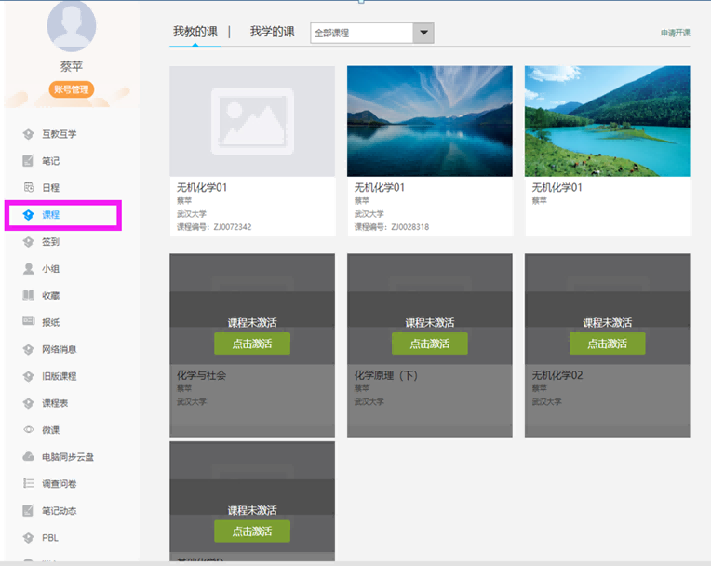 蔡苹
账号管理
互教互学
笔记
日程
课程
签到
小组
收藏
报纸
网络消息
旧版课程
课程表
微课
电脑同步云盘
调查问卷
笔记动态
PBL
我教的课 | 我学的课 全部课程 申请开课
无机化学01
蔡苹
武汉大学
课程编号：ZJ0072342
无机化学01
蔡苹
武汉大学
课程编号：ZJ0028318
无机化学01
蔡苹
课程未激活
点击激活
化学与社会
蔡苹
武汉大学
课程未激活
点击激活
化学原理（下）
蔡苹
武汉大学
课程未激活
点击激活
无机化学02
蔡苹
武汉大学
课程未激活
点击激活